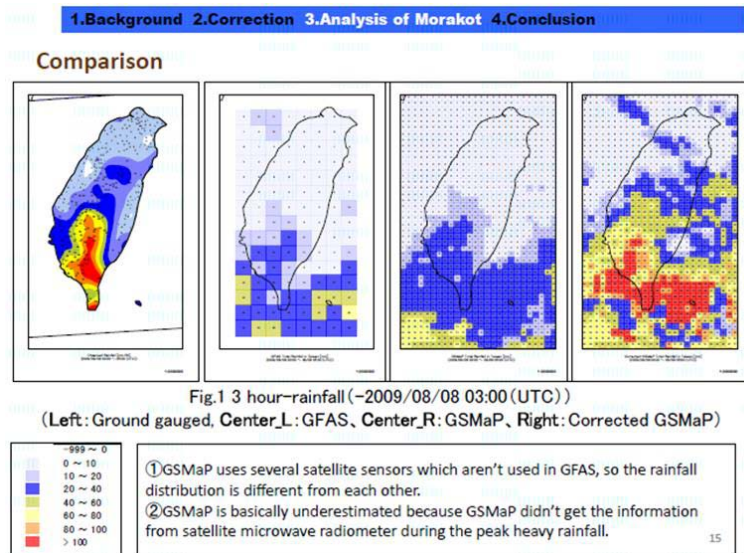 1.Background 2.Correction 3.Analysis of Morakot 4.Conclusion
Comparison
Fig.1 3 hour-rainfall(-2009/08/08 03:00(UTC))
(Left:Ground gauged, Center_L:GFAS、Center_R:GSMaP、Right:Corrected GSMaP)
-999 ~ 0
0 ~ 10
10 ~ 20
20 ~ 40
40 ~ 60
60 ~ 80
80 ~ 100
> 100
①GSMaP uses several satellite sensors which aren't used in GFAS, so the rainfall
distribution is different from each other.
②GSMaP is basically underestimated because GSMaP didn't get the information
from satellite microwave radiometer during the peak heavy rainfall.
15